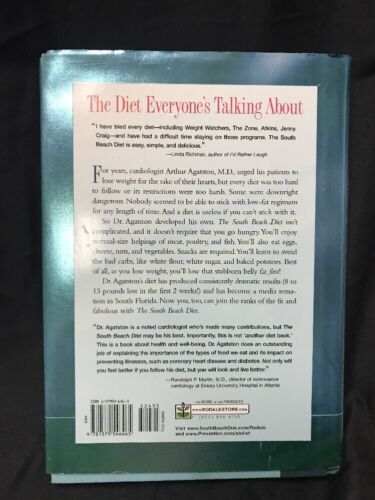 The Diet Everyone's Talking About
"I have tried every diet—including Weight Watchers, The Zone, Atkins, Jenny
Craig—and have had a difficult time staying on those programs. The South
Beach Diet is easy, simple, and delicious."
—Linda Richman, author of I'd Rather Laugh
For years, cardiologist Arthur Agatston, M.D., urged his patients to
lose weight for the sake of their hearts, but every diet was too hard
to follow or its restrictions were too harsh. Some were downright
dangerous. Nobody seemed to be able to stick with low-fat regimens
for any length of time. And a diet is useless if you can't stick with it.
So Dr. Agatston developed his own. The South Beach Diet isn't
complicated, and it doesn't require that you go hungry. You'll enjoy
normal-size helpings of meat, poultry, and fish. You'll also eat eggs,
cheese, nuts, and vegetables. Snacks are required. You'll learn to avoid
the bad carbs, like white flour, white sugar, and baked potatoes. Best
of all, as you lose weight, you'll lose that stubborn belly fat first!
Dr. Agatston's diet has produced consistently dramatic results (8 to
13 pounds lost in the first 2 weeks!) and has become a media sensa-
tion in South Florida. Now you, too, can join the ranks of the fit and
fabulous with The South Beach Diet.
"Dr. Agatston is a noted cardiologist who's made many contributions, but The
South Beach Diet may be his best. Importantly, this is not 'another diet book.'
This is a book about health and well-being. Dr. Agatston does an outstanding
job of explaining the importance of the types of food we eat and its impact on
preventing illnesses, such as coronary heart disease and diabetes. Not only will
you feel better if you follow his diet, but you will look and live better."
—Randolph P. Martin, M.D., director of noninvasive
cardiology at Emory University Hospital in Atlanta
52495
WWW.RODALESTORE.COM
Visit www.SouthBeachDiet.com/Rodale
and www.Prevention.com/sbdiet